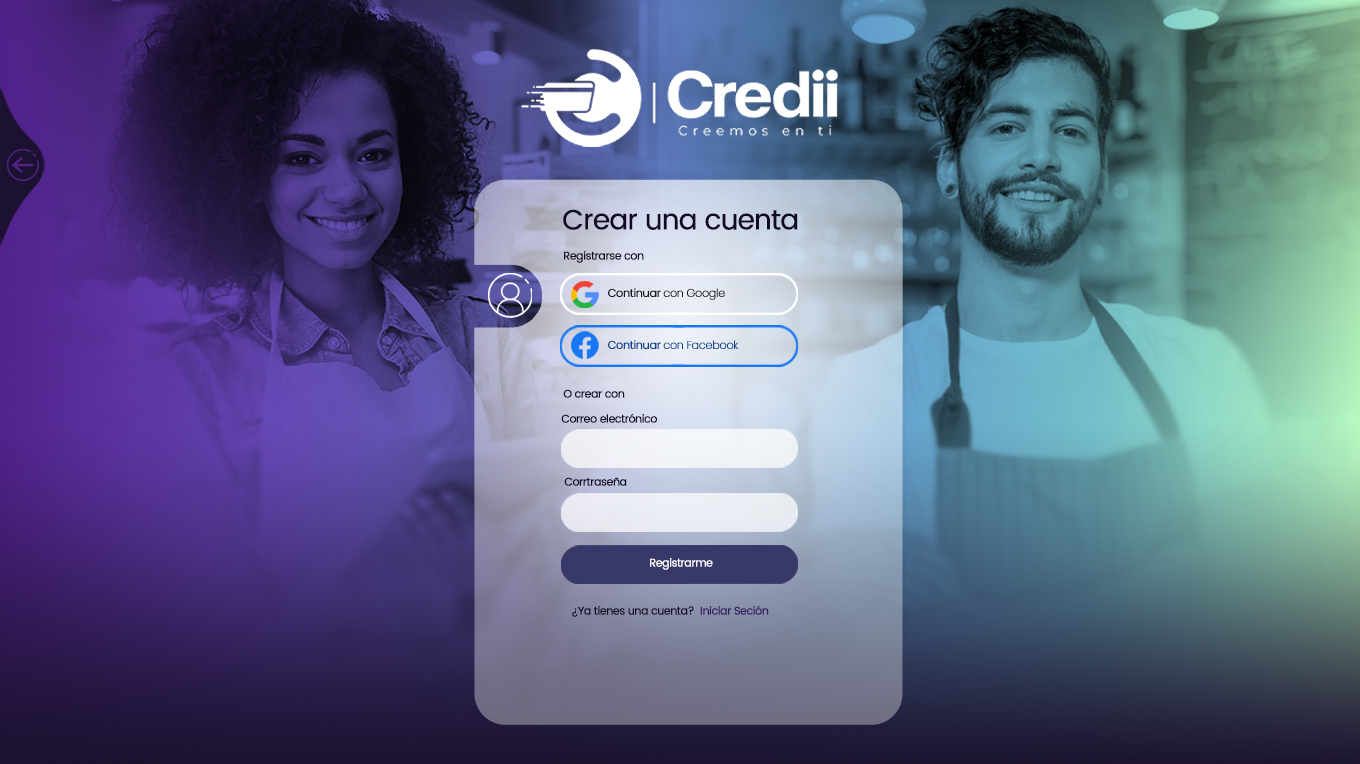 Credii
Creemos en ti
Crear una cuenta
Registrarse con
Continuar con Google
Continuar con Facebook
O crear con
Correo electrónico
Corrtraseña
Registrarme
¿Ya tienes una cuenta? Iniciar Seción